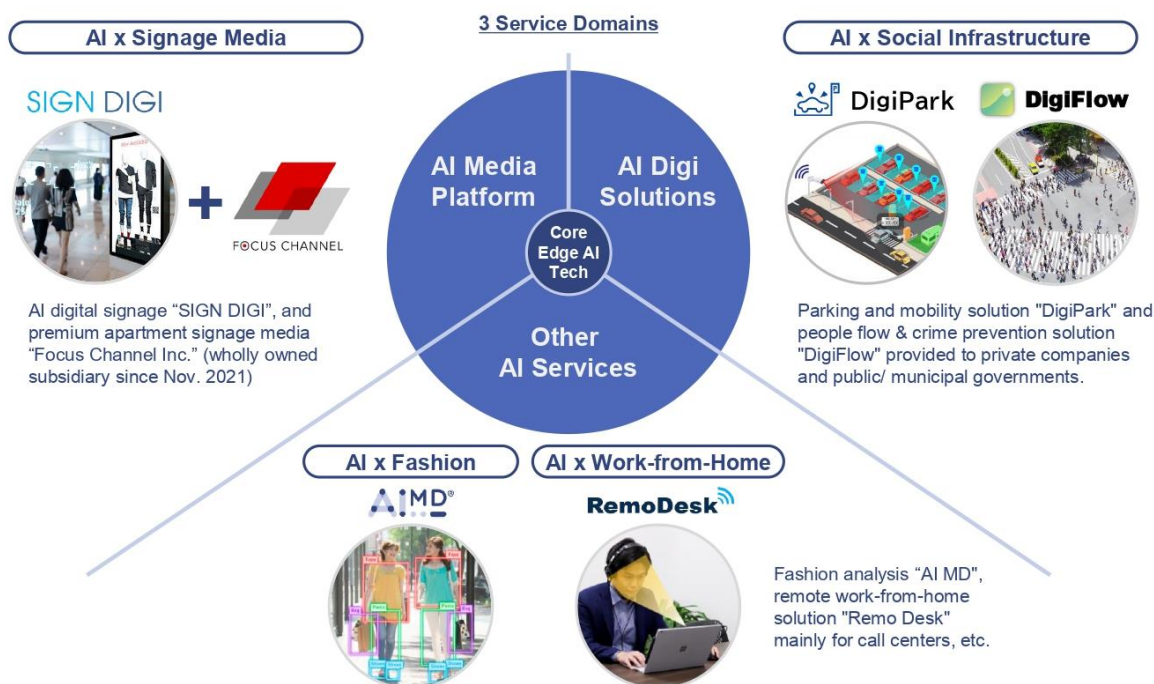 3 Service Domains
AI x Signage Media
SIGN DIGI
FOCUS CHANNEL
AI digital signage “SIGN DIGI”, and
premium apartment signage media
“Focus Channel Inc.” (wholly owned
subsidiary since Nov. 2021)
AI Media
Platform
AI Digi
Solutions
Core
Edge AI
Tech
Other
AI Services
AI x Social Infrastructure
P
DigiPark
DigiFlow
Parking and mobility solution "DigiPark" and
people flow & crime prevention solution
"DigiFlow" provided to private companies
and public/ municipal governments.
AI x Fashion
AIMD®
AI x Work-from-Home
RemoDesk
Fashion analysis “AI MD",
remote work-from-home
solution "Remo Desk"
mainly for call centers, etc.